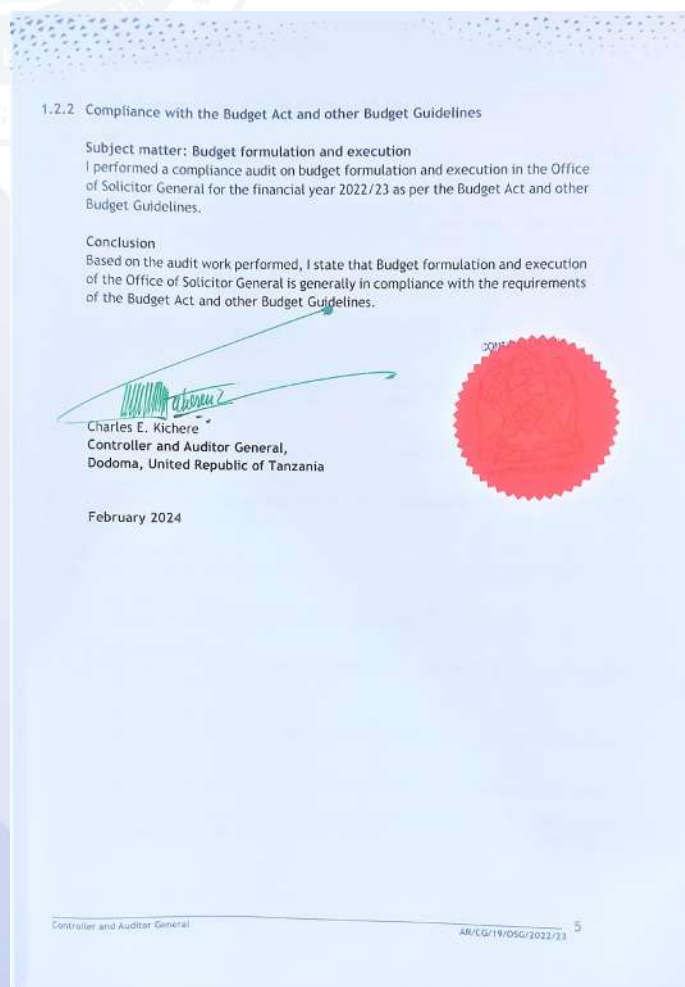 1.2.2 Compliance with the Budget Act and other Budget Guidelines
Subject matter: Budget formulation and execution
I performed a compliance audit on budget formulation and execution in the Office
of Solicitor General for the financial year 2022/23 as per the Budget Act and other
Budget Guidelines.
Conclusion
Based on the audit work performed, I state that Budget formulation and execution
of the Office of Solicitor General is generally in compliance with the requirements
of the Budget Act and other Budget Guidelines.
Charles E. Kichere
Controller and Auditor General,
Dodoma, United Republic of Tanzania
February 2024
Controller and Auditor General
AR/CG/19/OSG/2022/23
5